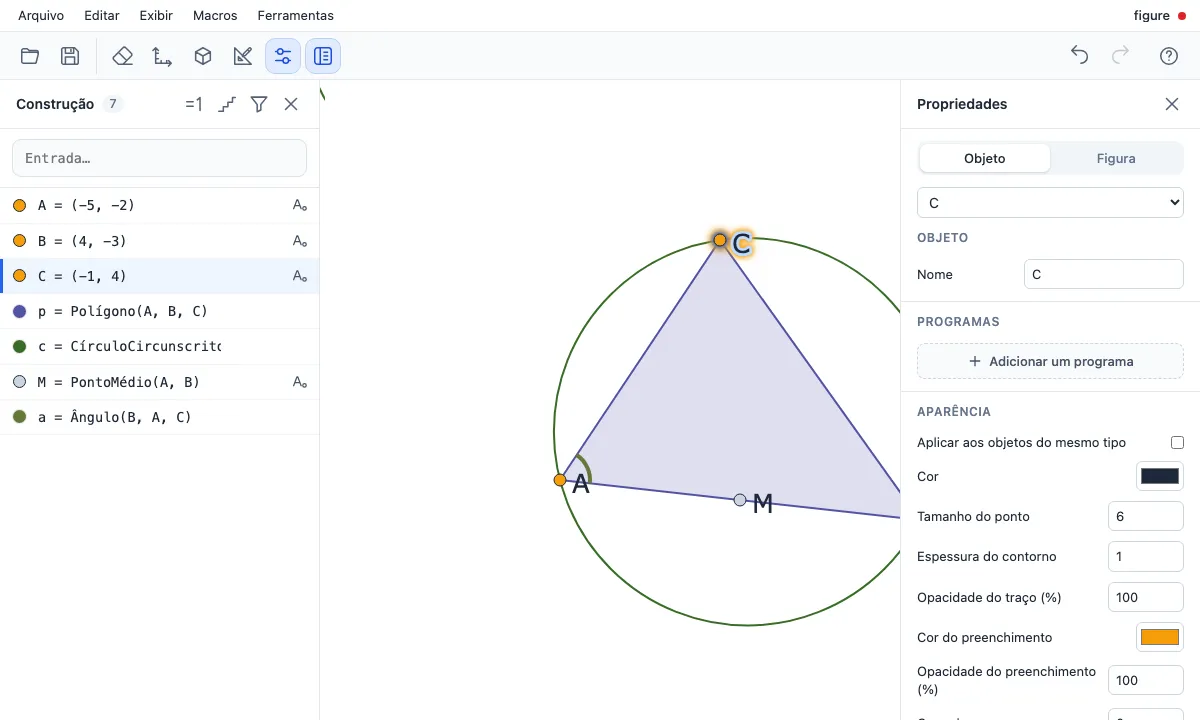 Arquivo Editar Exibir Macros Ferramentas figure
Construção 7 =1
Entrada…
A = (−5, −2)
B = (4, −3)
C = (−1, 4)
p = Polígono(A, B, C)
c = CírculoCircunscrito
M = PontoMédio(A, B)
a = Ângulo(B, A, C)
C
A
M
Propriedades
Objeto Figura
C
OBJETO
Nome C
PROGRAMAS
Adicionar um programa
APARÊNCIA
Aplicar aos objetos do mesmo tipo
Cor
Tamanho do ponto 6
Espessura do contorno 1
Opacidade do traço (%) 100
Cor do preenchimento
Opacidade do preenchimento
(%) 100